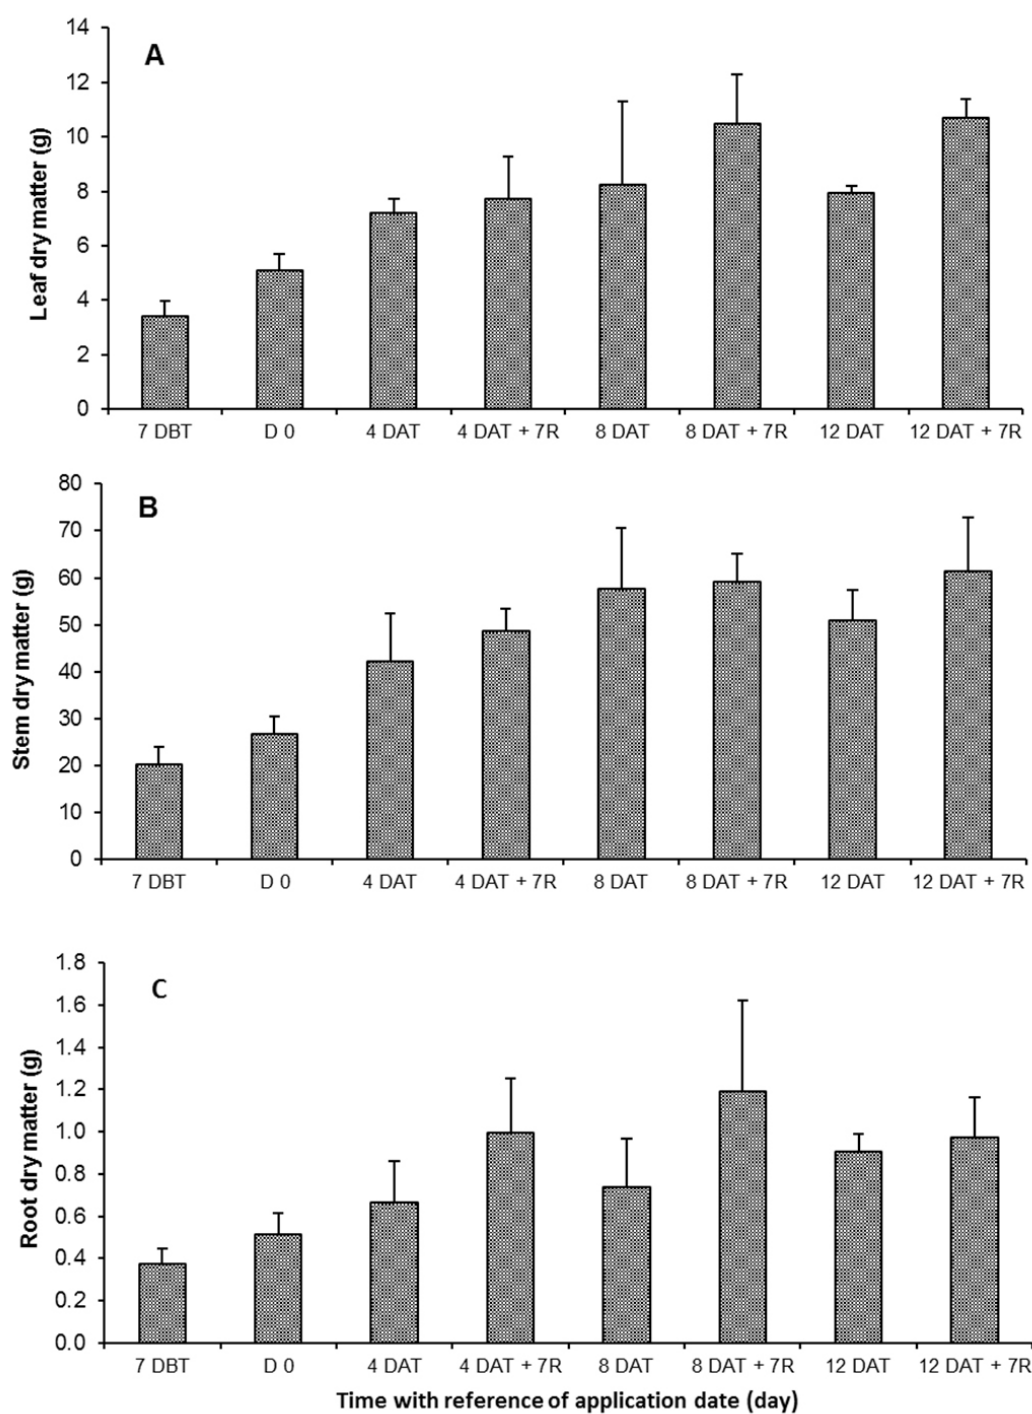 A
Leaf dry matter (g)
14
12
10
8
6
4
2
0
7 DBT D 0 4 DAT 4 DAT + 7R 8 DAT 8 DAT + 7R 12 DAT 12 DAT + 7R
B
Stem dry matter (g)
80
70
60
50
40
30
20
10
0
7 DBT D 0 4 DAT 4 DAT + 7R 8 DAT 8 DAT + 7R 12 DAT 12 DAT + 7R
C
Root dry matter (g)
1.8
1.6
1.4
1.2
1.0
0.8
0.6
0.4
0.2
0.0
7 DBT D 0 4 DAT 4 DAT + 7R 8 DAT 8 DAT + 7R 12 DAT 12 DAT + 7R
Time with reference of application date (day)